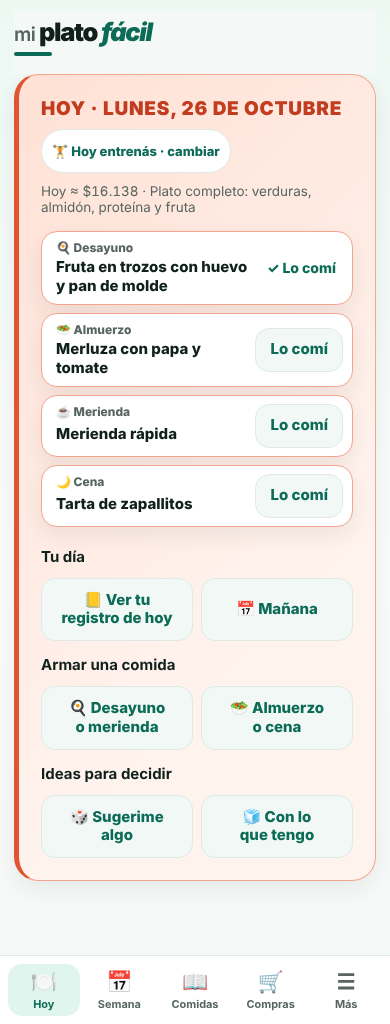 mi plato fácil
HOY · LUNES, 26 DE OCTUBRE
🏋️ Hoy entrenás · cambiar
Hoy ≈ $16.138 · Plato completo: verduras,
almidón, proteína y fruta
🍳 Desayuno
Fruta en trozos con huevo
y pan de molde
✓ Lo comí
🥗 Almuerzo
Merluza con papa y
tomate
Lo comí
☕ Merienda
Merienda rápida
Lo comí
🌙 Cena
Tarta de zapallitos
Lo comí
Tu día
📒 Ver tu
registro de hoy
📅 Mañana
Armar una comida
🍳 Desayuno
o merienda
🥗 Almuerzo
o cena
Ideas para decidir
🎲 Sugerime
algo
🧊 Con lo
que tengo
Hoy
Semana
Comidas
Compras
Más